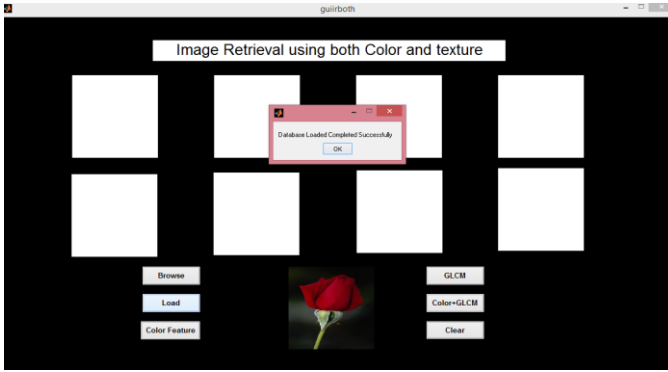 guiirboth
Image Retrieval using both Color and texture
Database Loaded Completed Successfully
OK
Browse
GLCM
Load
Color+GLCM
Color Feature
Clear